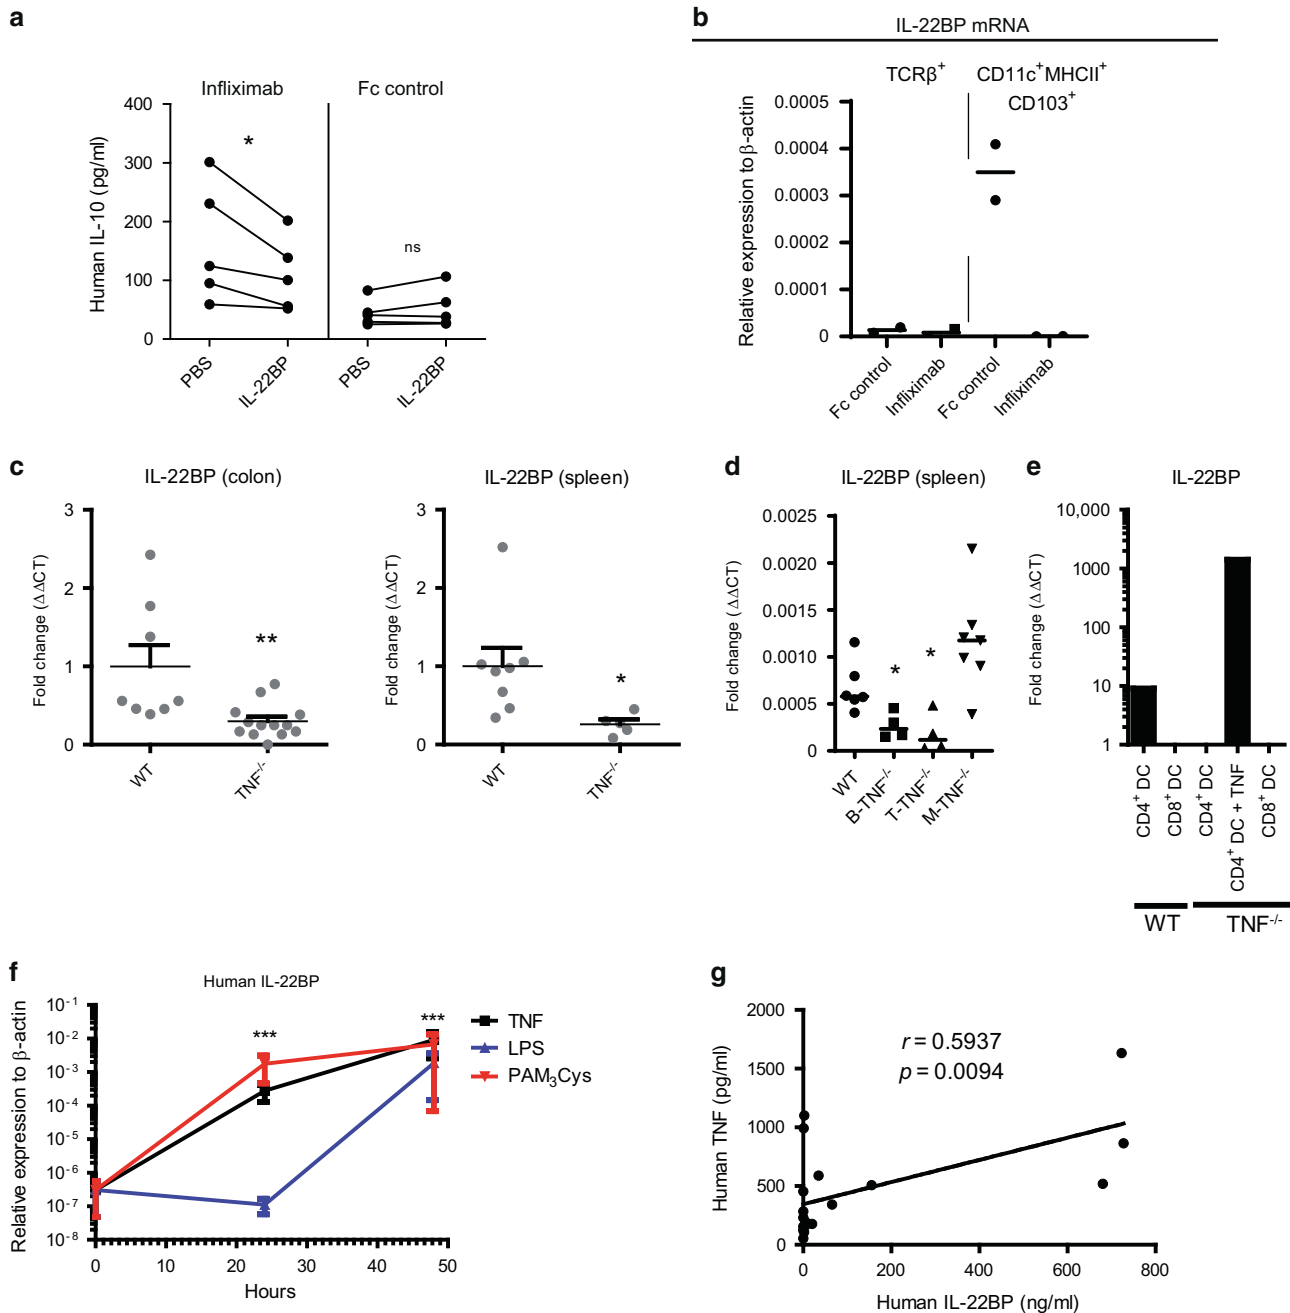 a
Infliximab
Fc control
Human IL-10 (pg/ml)
400
300
200
100
0
*
ns
PBS
IL-22BP
PBS
IL-22BP
b
IL-22BP mRNA
TCRβ+
CD11c+MHCII+
CD103+
Relative expression to β-actin
0.0005
0.0004
0.0003
0.0002
0.0001
0
Fc control
Infliximab
Fc control
Infliximab
c
IL-22BP (colon)
Fold change (ΔΔCT)
3
2
1
0
**
WT
TNF-/-
IL-22BP (spleen)
Fold change (ΔΔCT)
3
2
1
0
*
WT
TNF-/-
d
IL-22BP (spleen)
Fold change (ΔΔCT)
0.0025
0.0020
0.0015
0.0010
0.0005
0
*
*
WT
B-TNF-/-
T-TNF-/-
M-TNF-/-
e
IL-22BP
Fold change (ΔΔCT)
10,000
1000
100
10
1
CD4+ DC
CD8+ DC
CD4+ DC
CD4+ DC + TNF
CD8+ DC
WT
TNF-/-
f
Human IL-22BP
Relative expression to β-actin
10-1
10-2
10-3
10-4
10-5
10-6
10-7
10-8
***
***
0
10
20
30
40
50
Hours
TNF
LPS
PAM3Cys
g
Human TNF (pg/ml)
2000
1500
1000
500
0
r = 0.5937
p = 0.0094
0
200
400
600
800
Human IL-22BP (ng/ml)